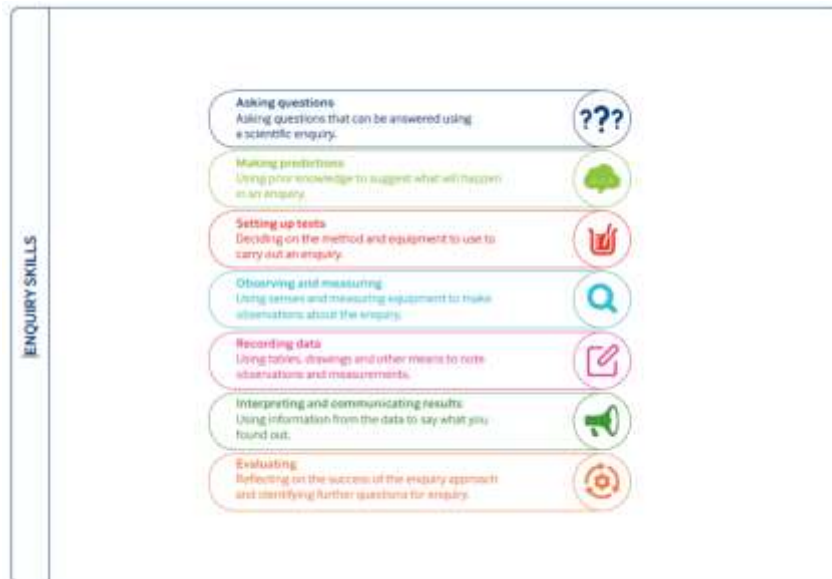 ENQUIRY SKILLS
Asking questions
Asking questions that can be answered using
a scientific enquiry.
???
Making predictions
Using prior knowledge to suggest what will happen
in an enquiry.
Setting up tests
Deciding on the method and equipment to use to
carry out an enquiry.
Observing and measuring
Using senses and measuring equipment to make
observations about the enquiry.
Recording data
Using tables, drawings and other means to note
observations and measurements.
Interpreting and communicating results
Using information from the data to say what you
found out.
Evaluating
Reflecting on the success of the enquiry approach
and identifying further questions for enquiry.